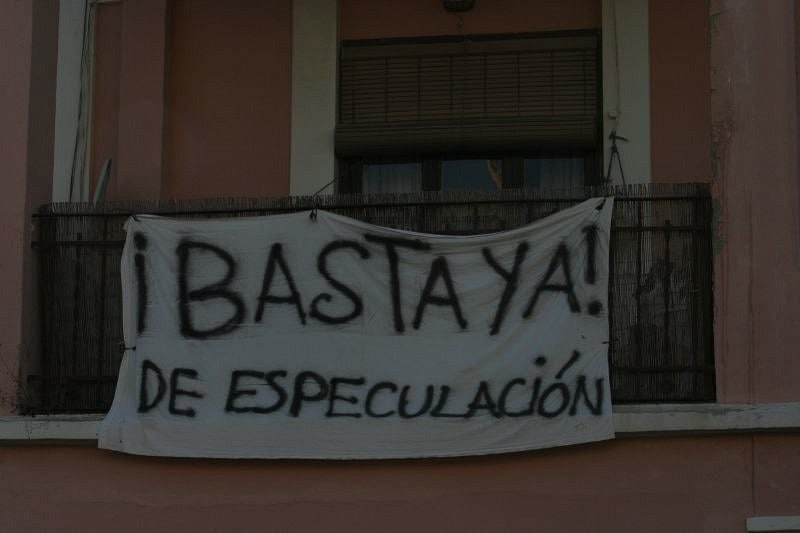 ¡BASTA YA!
DE ESPECULACIÓN